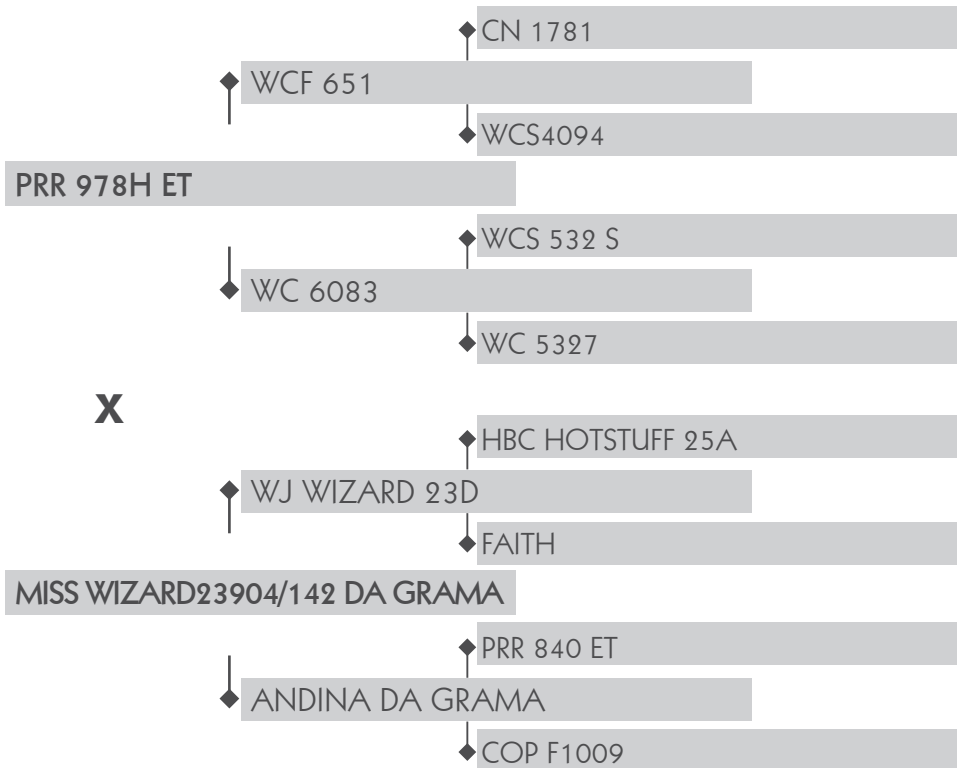 CN 1781
WCF 651
WCS4094
PRR 978H ET
WCS 532 S
WC 6083
WC 5327
X
HBC HOTSTUFF 25A
WJ WIZARD 23D
FAITH
MISS WIZARD23904/142 DA GRAMA
PRR 840 ET
ANDINA DA GRAMA
COP F1009